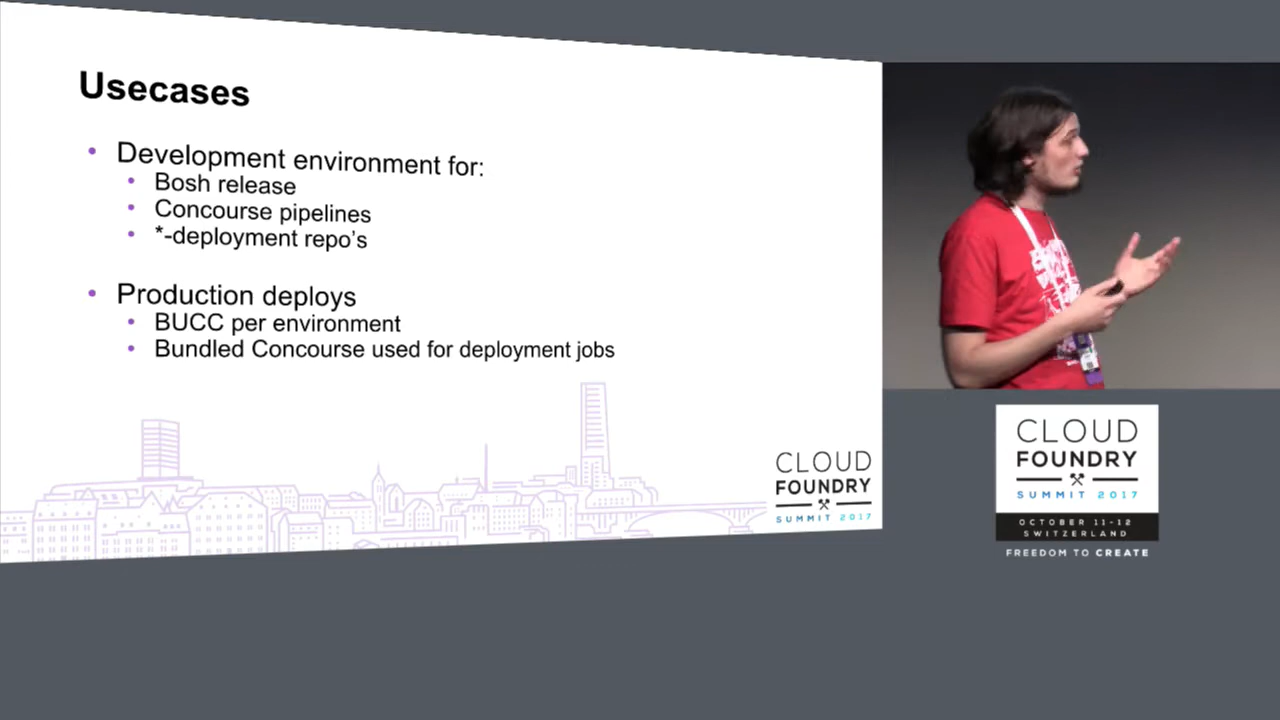 Usecases
Development environment for:
Bosh release
Concourse pipelines
*-deployment repo’s
Production deploys
BUCC per environment
Bundled Concourse used for deployment jobs
CLOUD
FOUNDRY
SUMMIT 2017
CLOUD
FOUNDRY
SUMMIT 2017
OCTOBER 11-12
SWITZERLAND
FREEDOM TO CREATE